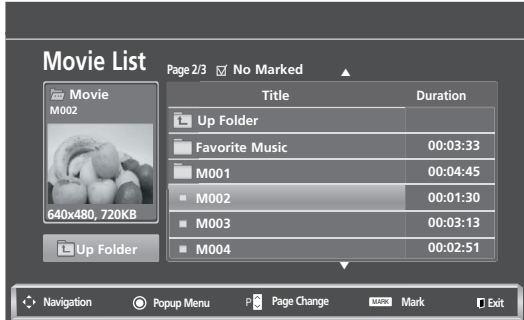 Movie List
Page 2/3 No Marked
Movie
M002
640x480, 720KB
Up Folder
Title Duration
Up Folder
Favorite Music 00:03:33
M001 00:04:45
M002 00:01:30
M003 00:03:13
M004 00:02:51
Navigation Popup Menu P Page Change MARK Mark Exit